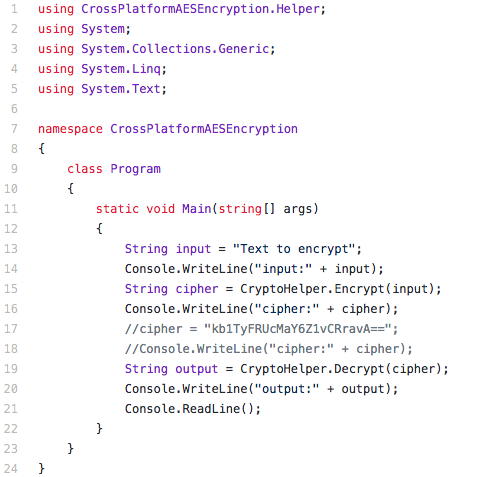 1 using CrossPlatformAESEncryption.Helper;
2 using System;
3 using System.Collections.Generic;
4 using System.Linq;
5 using System.Text;
6
7 namespace CrossPlatformAESEncryption
8 {
9     class Program
10     {
11         static void Main(string[] args)
12         {
13             String input = "Text to encrypt";
14             Console.WriteLine("input:" + input);
15             String cipher = CryptoHelper.Encrypt(input);
16             Console.WriteLine("cipher:" + cipher);
17             //cipher = "kb1TyFRUcMaY6Z1vCRravA==";
18             //Console.WriteLine("cipher:" + cipher);
19             String output = CryptoHelper.Decrypt(cipher);
20             Console.WriteLine("output:" + output);
21             Console.ReadLine();
22         }
23     }
24 }